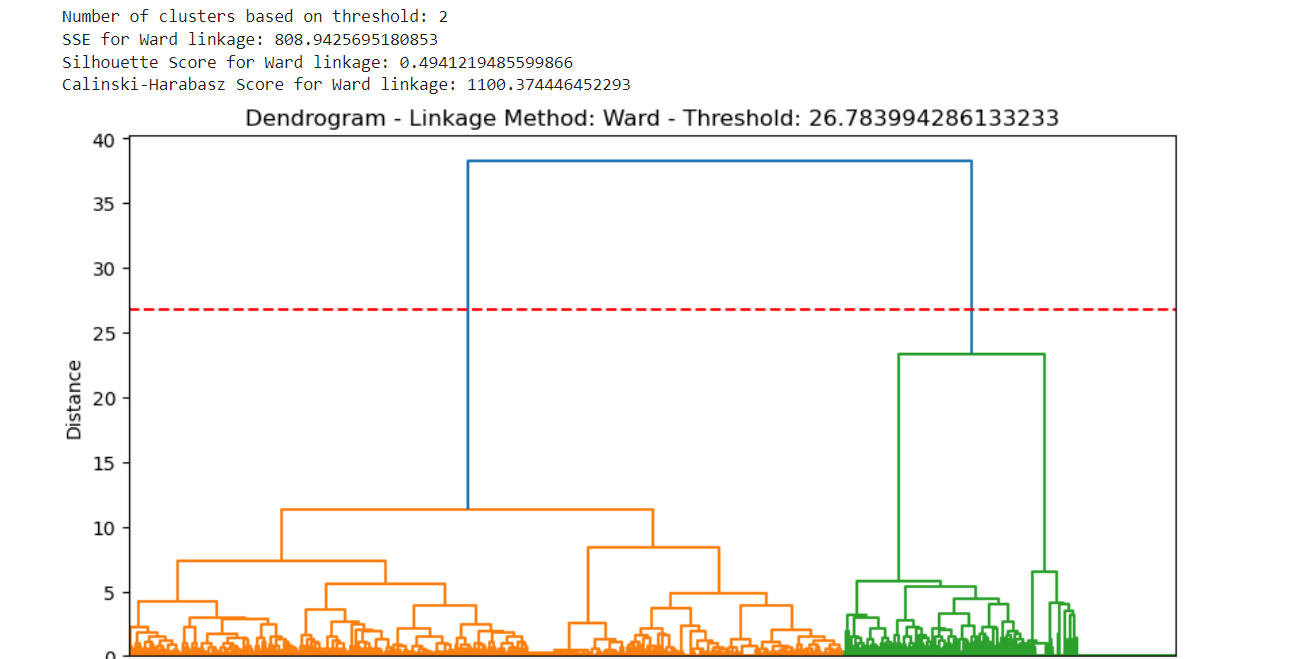 Number of clusters based on threshold: 2
SSE for Ward linkage: 808.9425695180853
Silhouette Score for Ward linkage: 0.4941219485599866
Calinski-Harabasz Score for Ward linkage: 1100.374446452293
Dendrogram - Linkage Method: Ward - Threshold: 26.783994286133233
40
35
30
25
20
15
10
5
0
Distance